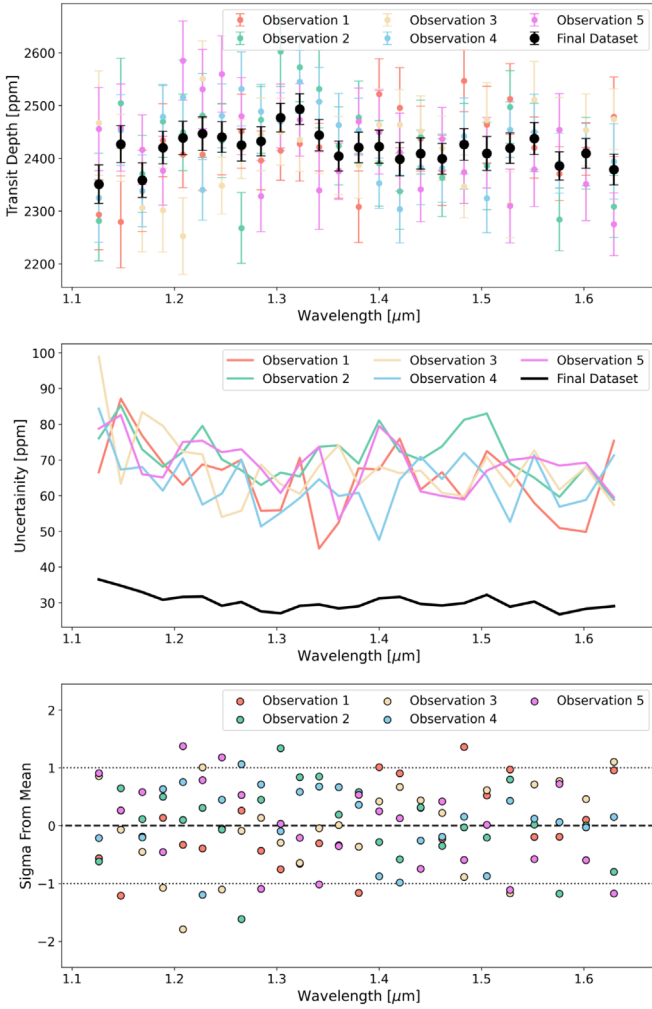 Observation 1 Observation 3 Observation 5
Observation 2 Observation 4 Final Dataset
2600
2500
2400
2300
2200
Transit Depth [ppm]
1.1 1.2 1.3 1.4 1.5 1.6
Wavelength [μm]
Observation 1 Observation 3 Observation 5
Observation 2 Observation 4 Final Dataset
100
90
80
70
60
50
40
30
Uncertainity [ppm]
1.1 1.2 1.3 1.4 1.5 1.6
Wavelength [μm]
Observation 1 Observation 3 Observation 5
Observation 2 Observation 4
2
1
0
−1
−2
Sigma From Mean
1.1 1.2 1.3 1.4 1.5 1.6
Wavelength [μm]